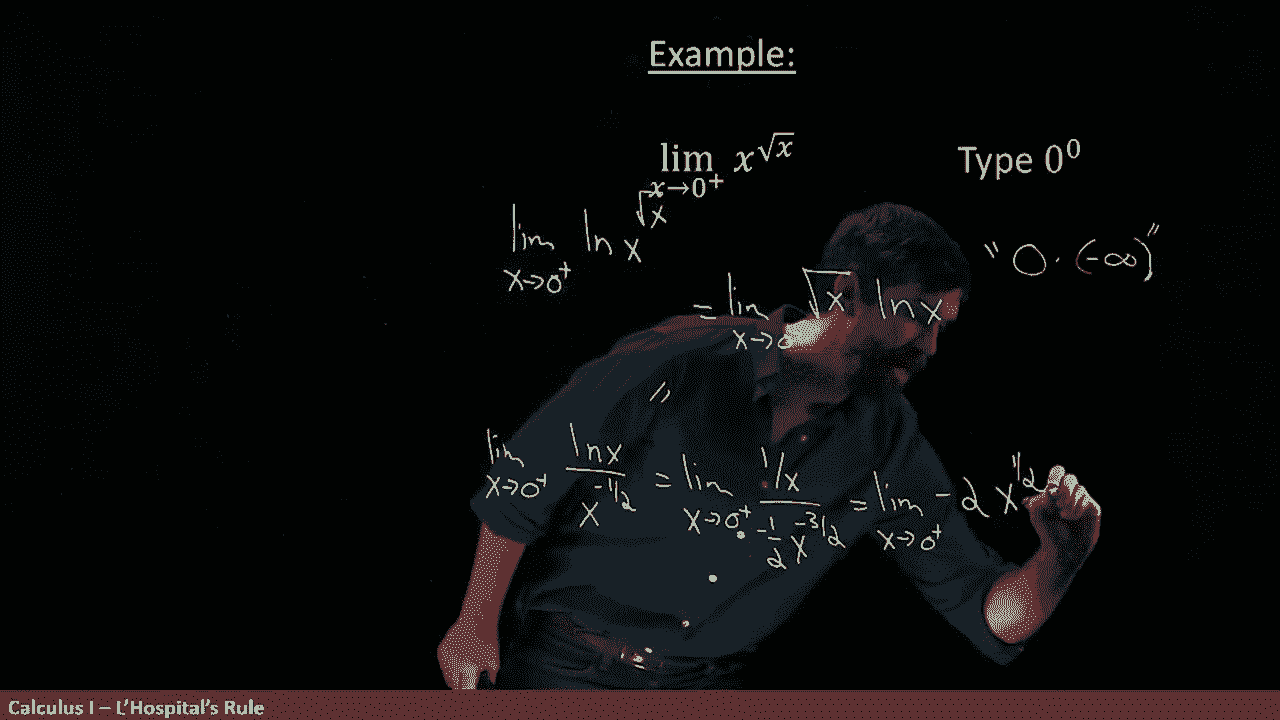 Example:
lim x→0⁺ x^√x Type 0⁰
lim x→0⁺ ln x^√x
" 0 · (-∞) "
= lim x→0 √x ln x
=
lim x→0⁺ ln x / x^(-1/2) = lim x→0⁺ (1/x) / (-1/2 x^(-3/2)) = lim x→0⁺ -2 x^(1/2)
Calculus I – L'Hospital's Rule